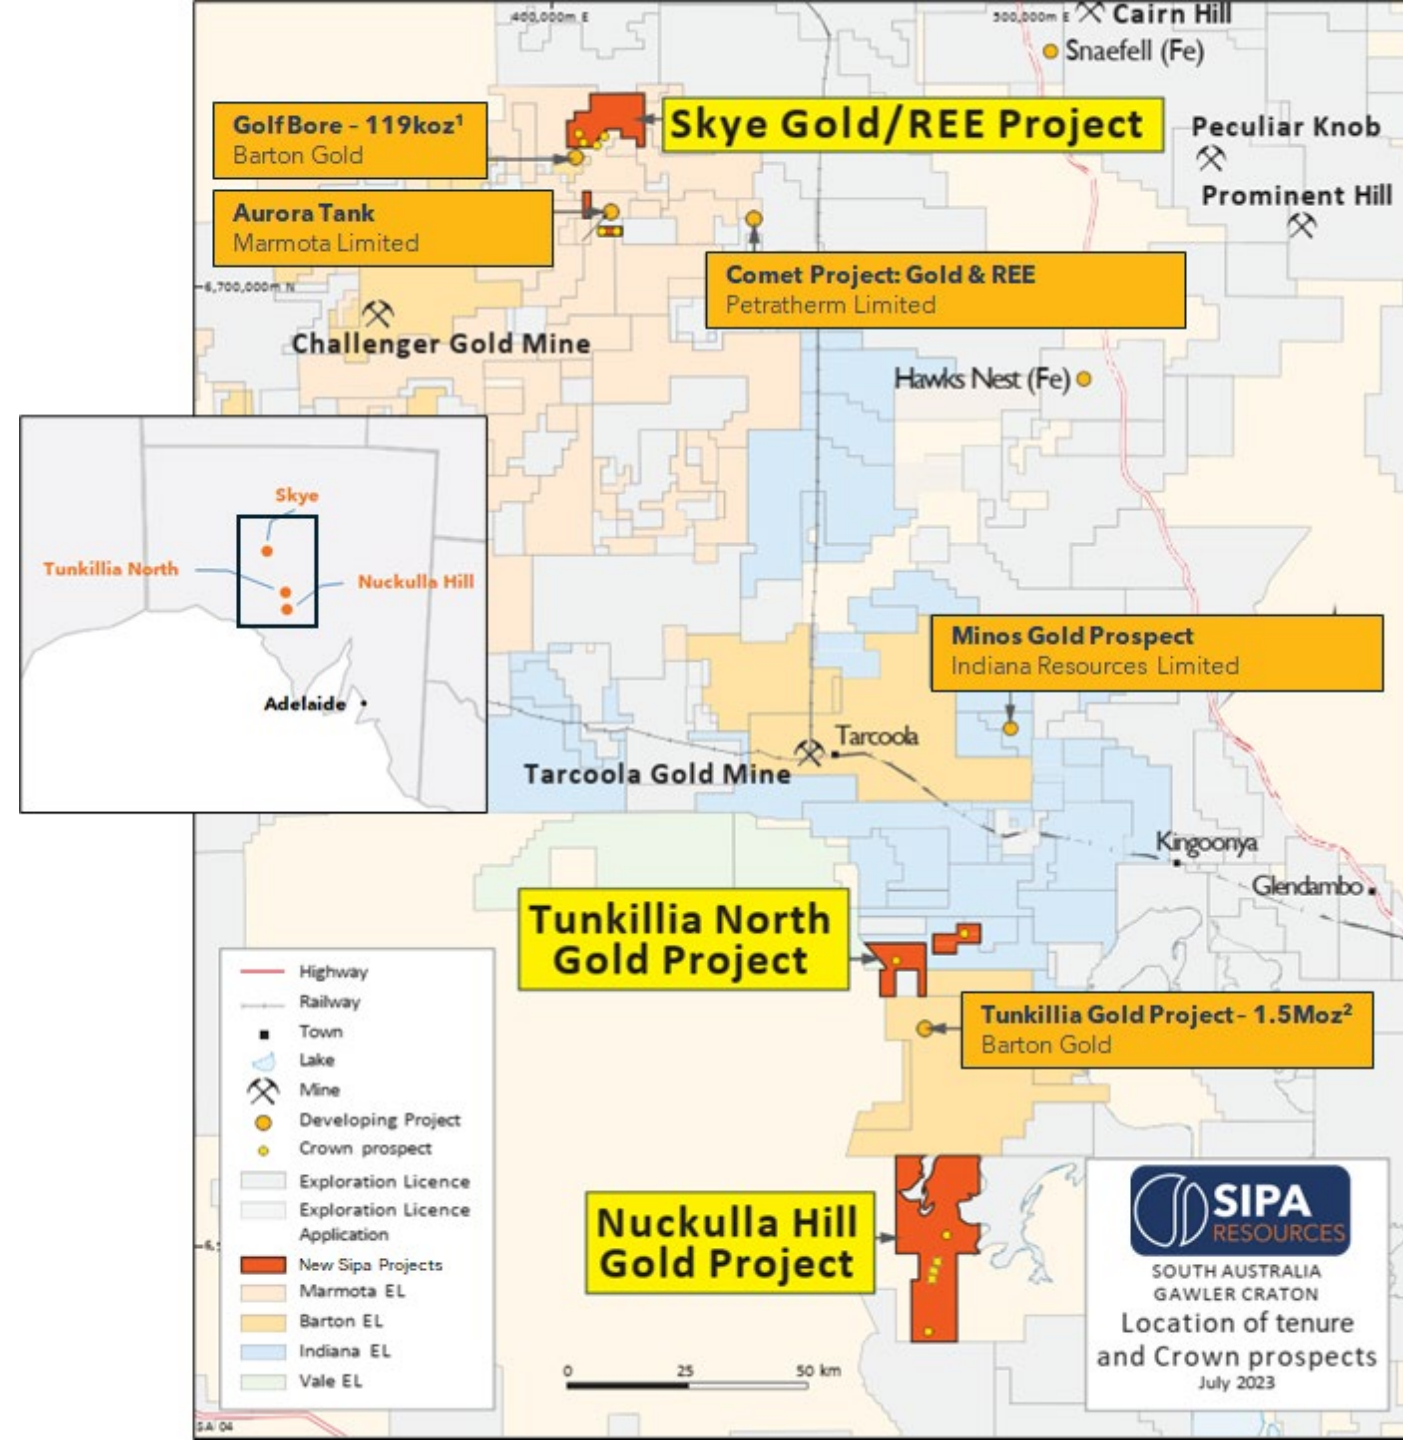 400,000m E
500,000m E
Cairn Hill
Snaefell (Fe)
GolfBore - 119koz¹
Barton Gold
Skye Gold/REE Project
Peculiar Knob
Prominent Hill
Aurora Tank
Marmota Limited
Comet Project: Gold & REE
Petratherm Limited
6,700,000m N
Challenger Gold Mine
Hawks Nest (Fe)
Skye
Tunkillia North
Nuckulla Hill
Adelaide
Minos Gold Prospect
Indiana Resources Limited
Tarcoola
Tarcoola Gold Mine
Kingoonya
Glendambo
Tunkillia North
Gold Project
Tunkillia Gold Project - 1.5Moz²
Barton Gold
Highway
Railway
Town
Lake
Mine
Developing Project
Crown prospect
Exploration Licence
Exploration Licence
Application
New Sipa Projects
Marmota EL
Barton EL
Indiana EL
Vale EL
Nuckulla Hill
Gold Project
0 25 50 km
SIPA
RESOURCES
SOUTH AUSTRALIA
GAWLER CRATON
Location of tenure
and Crown prospects
July 2023